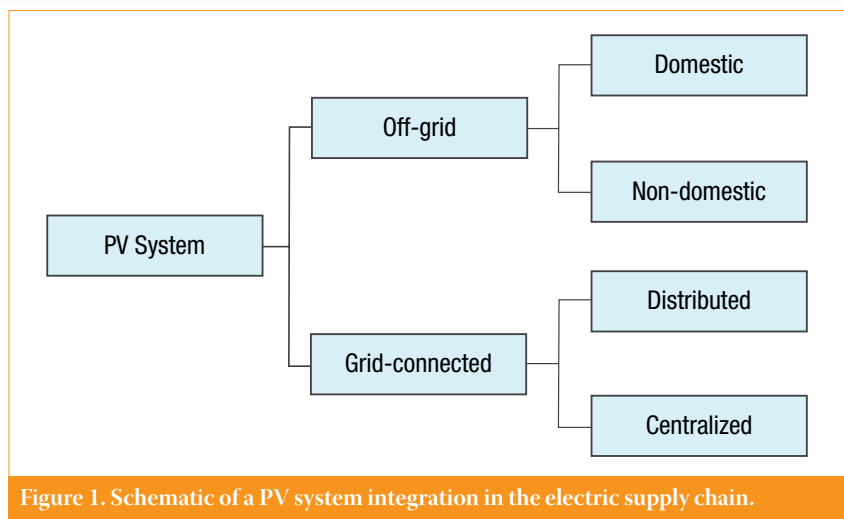 Domestic
Off-grid
Non-domestic
PV System
Distributed
Grid-connected
Centralized
Figure 1. Schematic of a PV system integration in the electric supply chain.